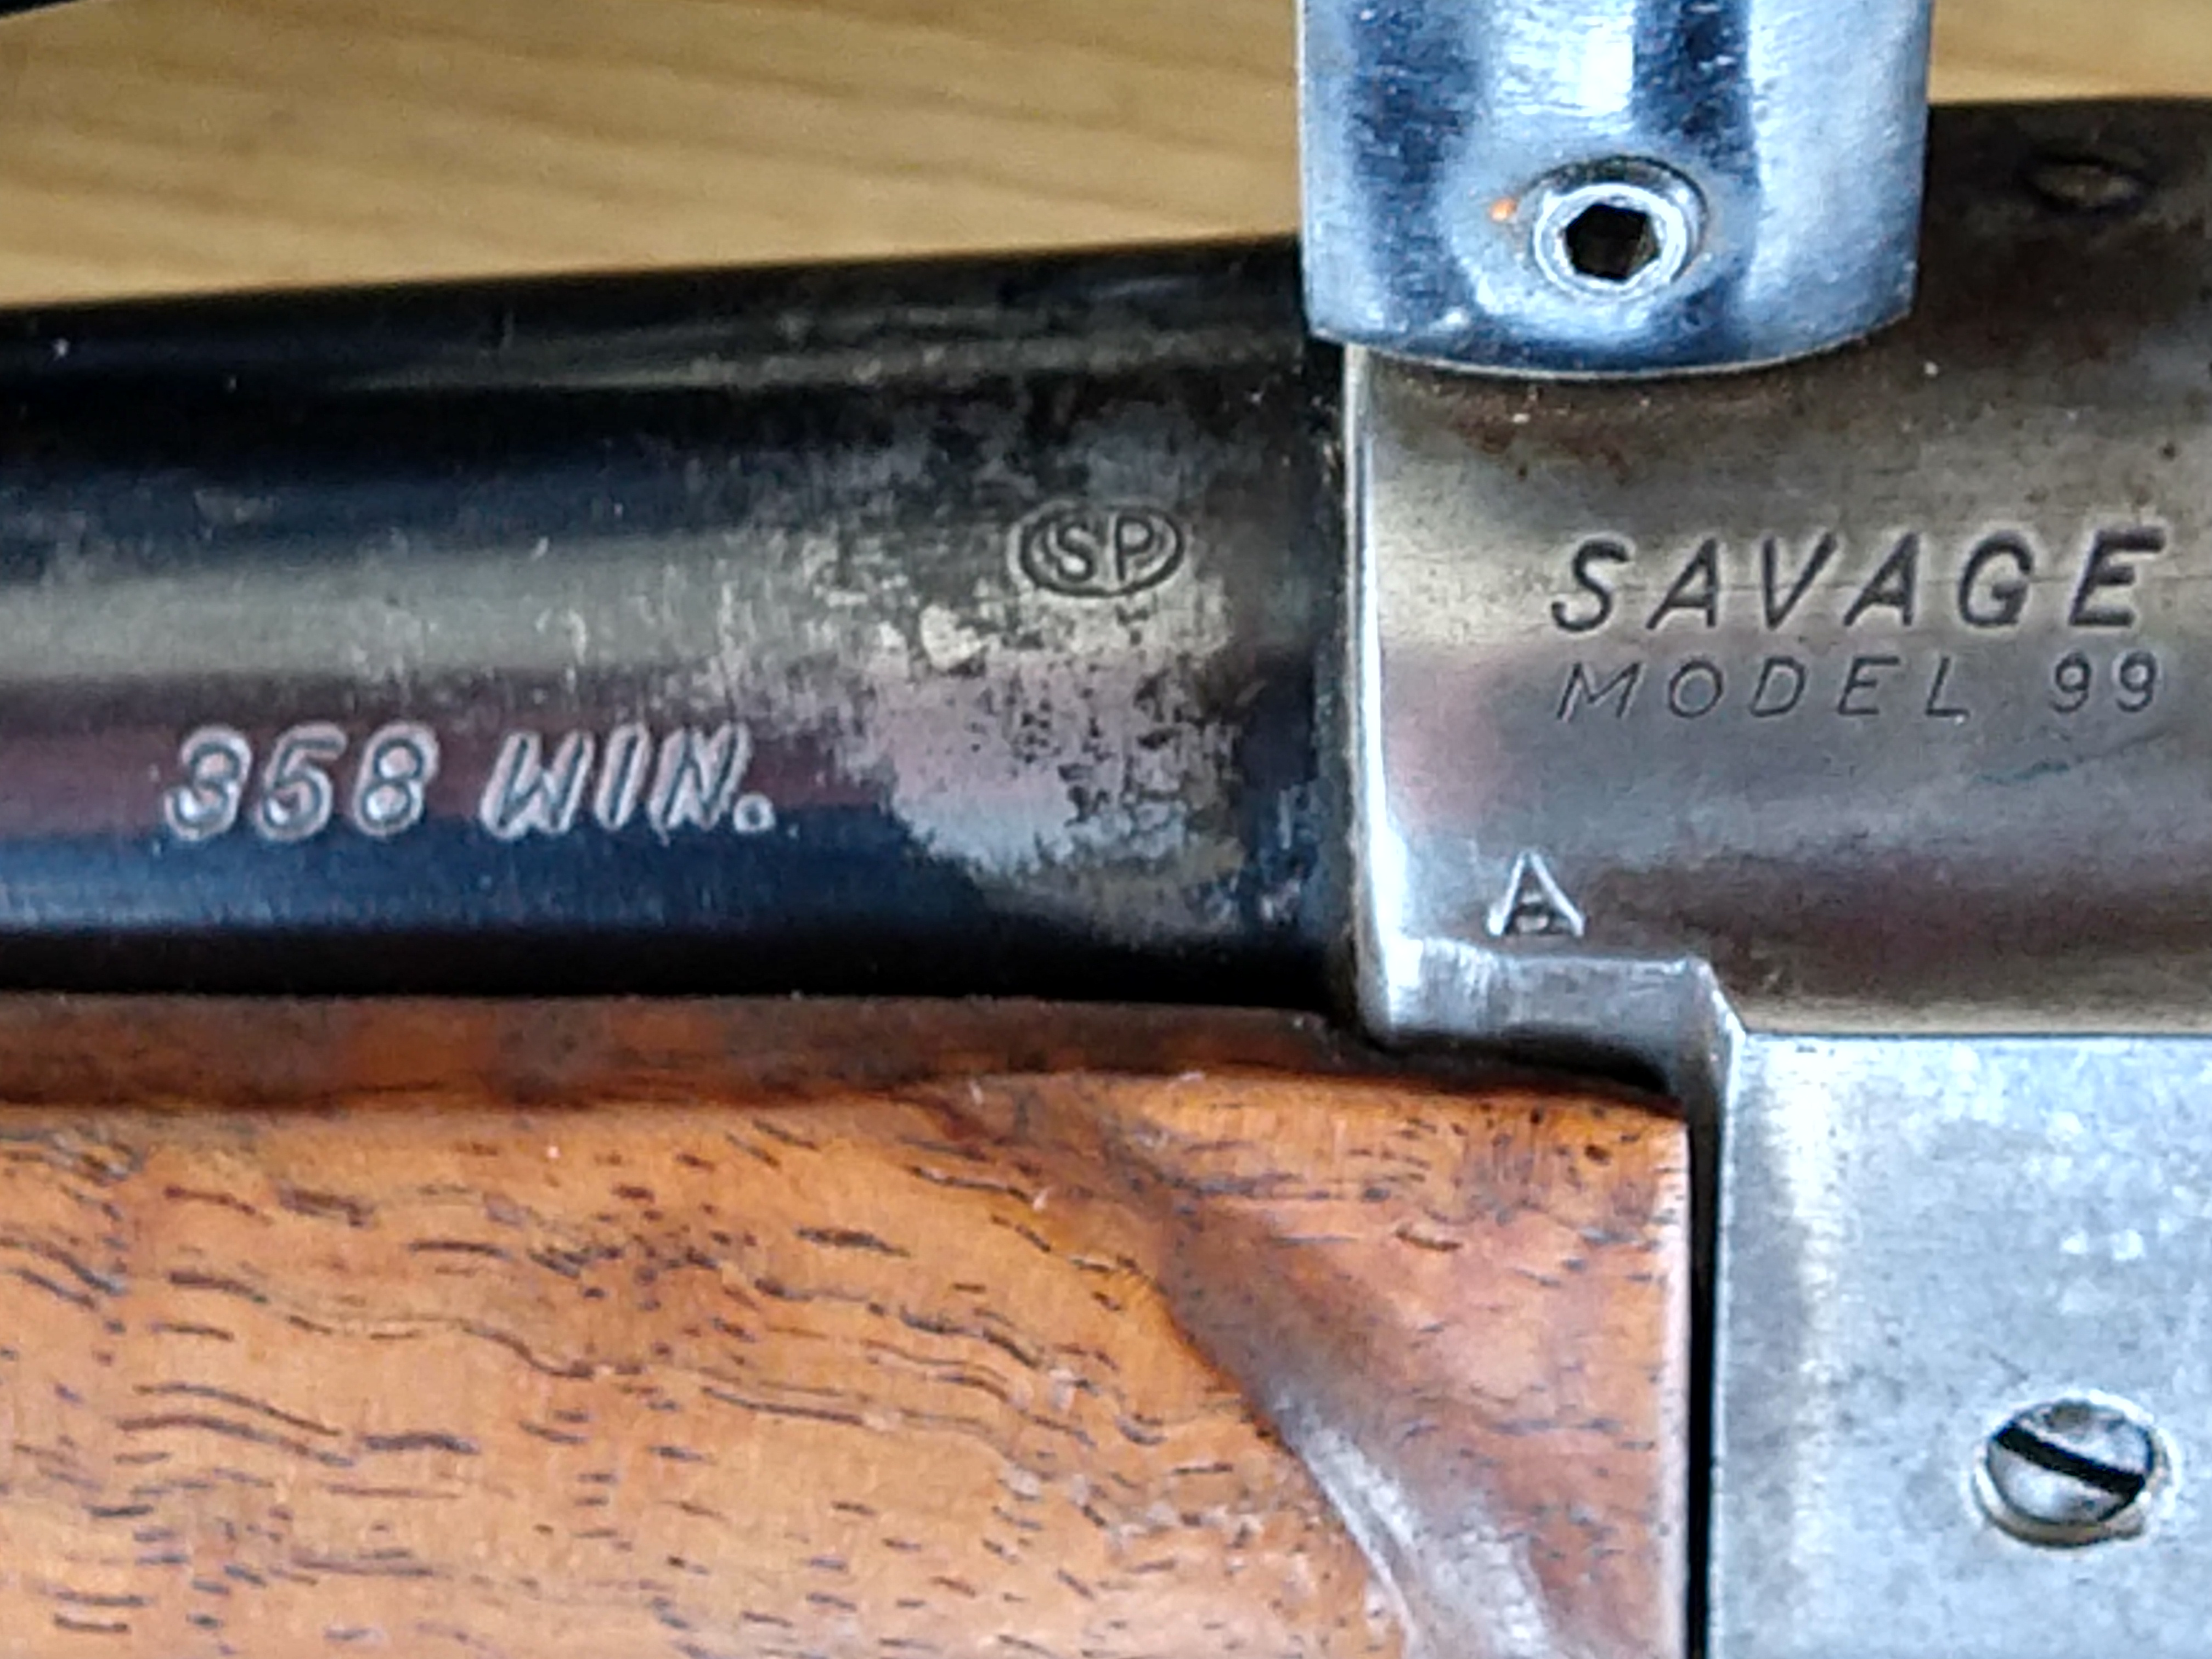 SP
SAVAGE
MODEL 99
358 WIN.
A